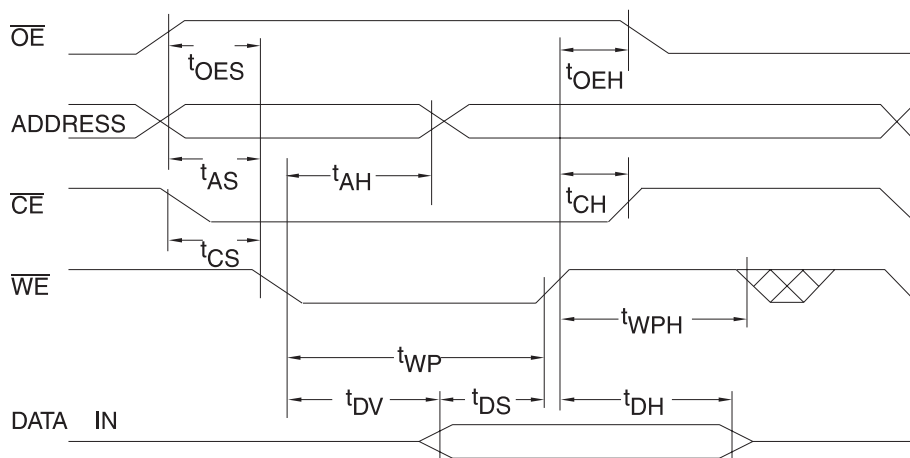 OE
tOES
tOEH
ADDRESS
tAS
tAH
tCH
CE
tCS
WE
tWPH
tWP
tDV
tDS
tDH
DATA IN